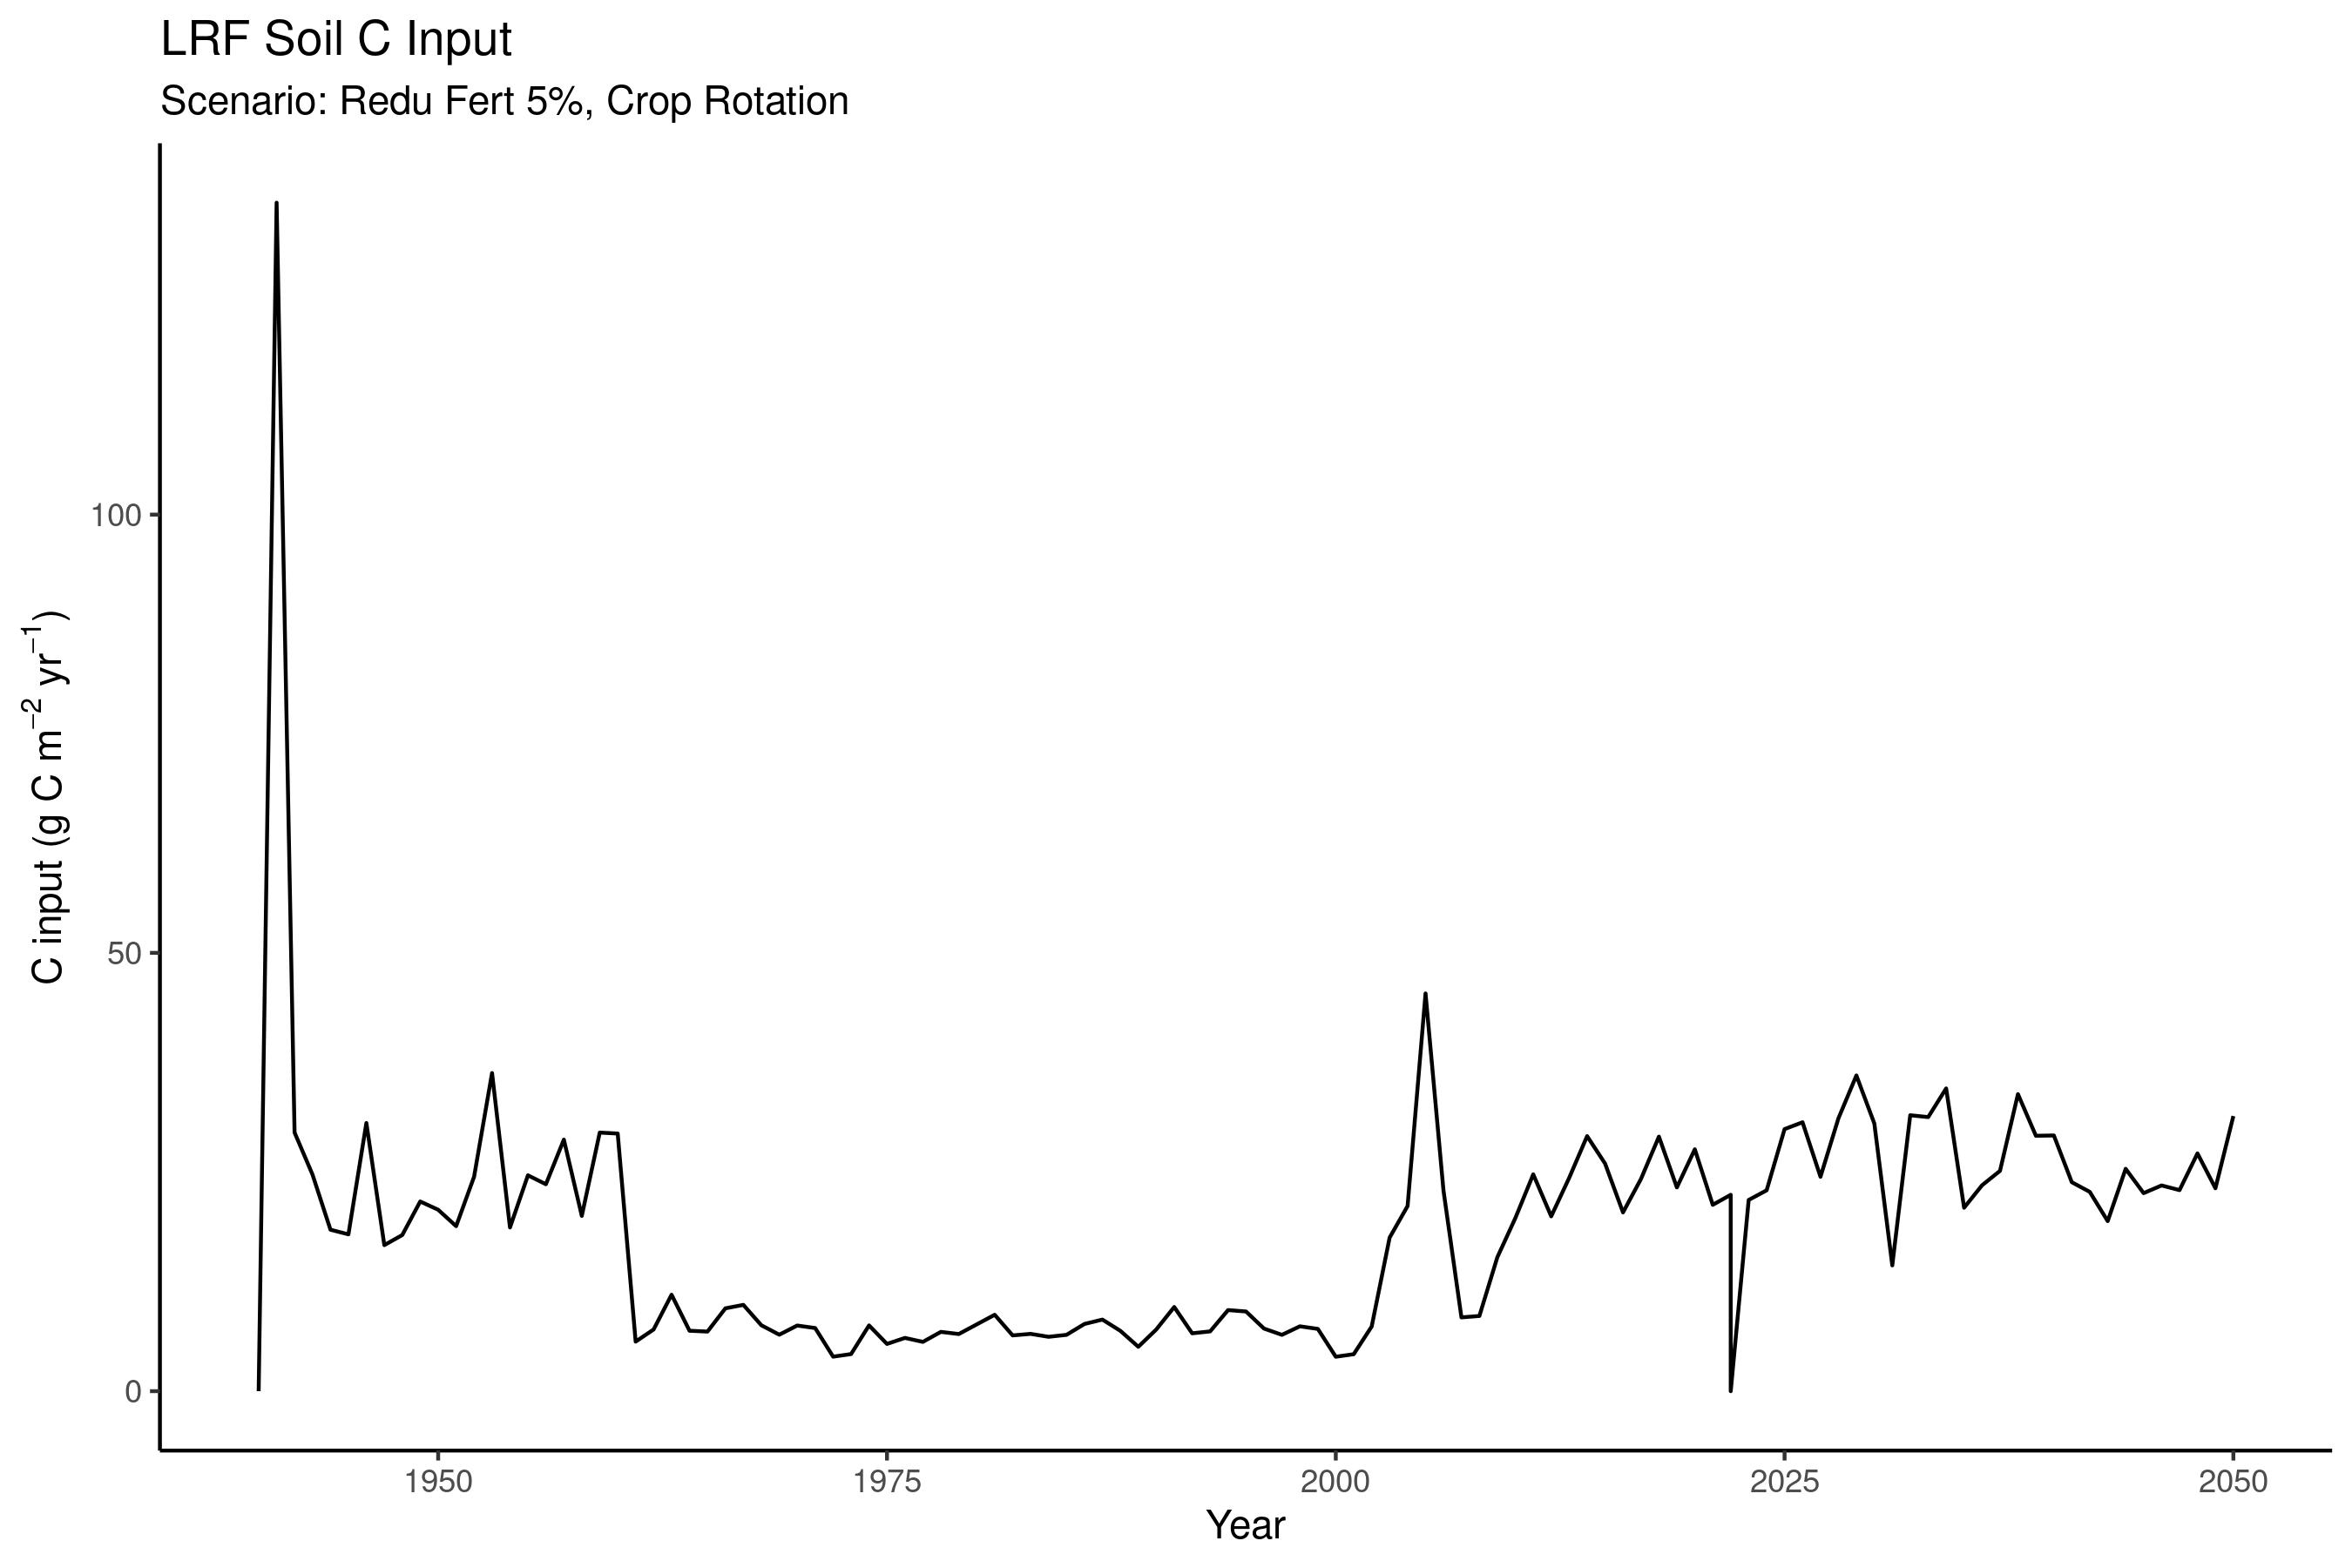 LRF Soil C Input
Scenario: Redu Fert 5%, Crop Rotation
C input (g C m⁻² yr⁻¹)
100
50
0
1950 1975 2000 2025 2050
Year